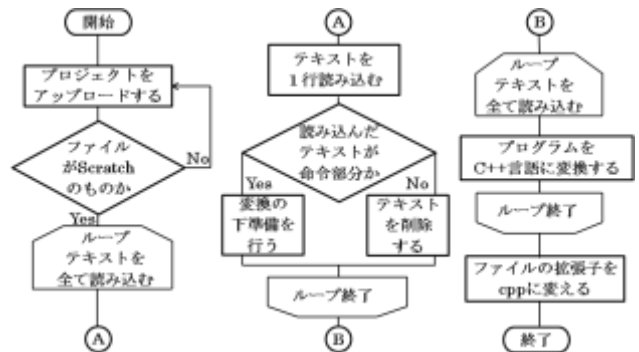 開始
プロジェクトを
アップロードする
ファイル
がScratch
のものか
No
Yes
ループ
テキストを
全て読み込む
A
A
テキストを
1行読み込む
読み込んだ
テキストが
命令部分か
Yes
No
変換の
下準備を
行う
テキスト
を削除
する
ループ終了
B
B
ループ
テキストを
全て読み込む
プログラムを
C++言語に変換する
ループ終了
ファイルの拡張子を
cppに変える
終了